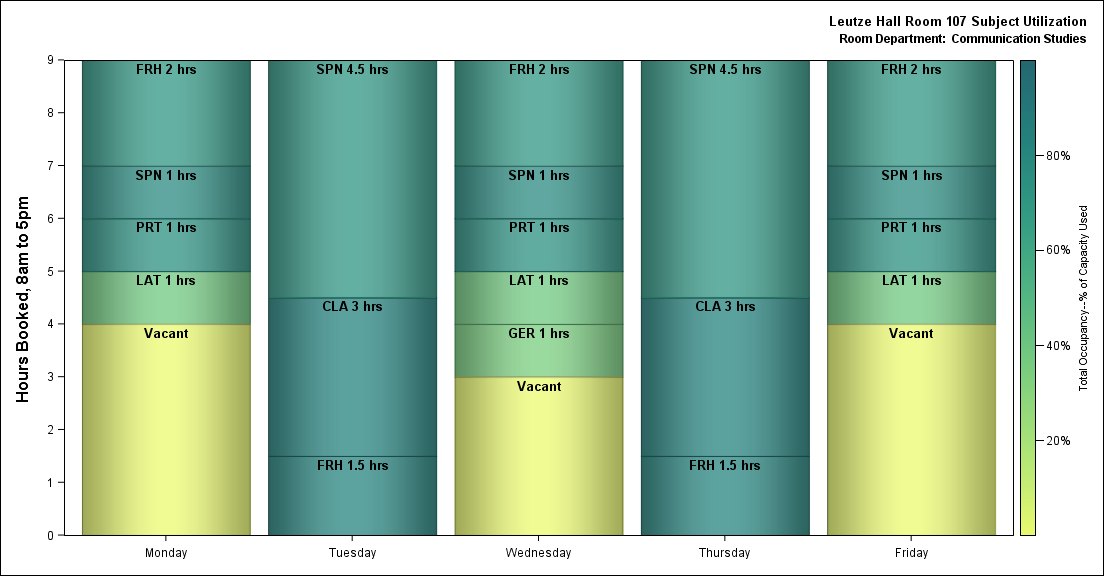 Leutze Hall Room 107 Subject Utilization
Room Department: Communication Studies
Hours Booked, 8am to 5pm
9
8
7
6
5
4
3
2
1
0
FRH 2 hrs
SPN 1 hrs
PRT 1 hrs
LAT 1 hrs
Vacant
SPN 4.5 hrs
CLA 3 hrs
FRH 1.5 hrs
FRH 2 hrs
SPN 1 hrs
PRT 1 hrs
LAT 1 hrs
GER 1 hrs
Vacant
SPN 4.5 hrs
CLA 3 hrs
FRH 1.5 hrs
FRH 2 hrs
SPN 1 hrs
PRT 1 hrs
LAT 1 hrs
Vacant
Monday
Tuesday
Wednesday
Thursday
Friday
80%
60%
40%
20%
Total Occupancy--% of Capacity Used